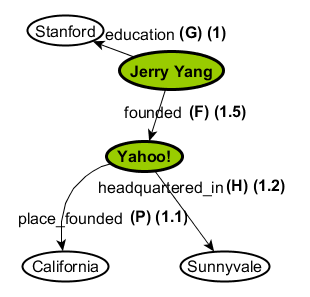 Stanford
education (G) (1)
Jerry Yang
founded (F) (1.5)
Yahoo!
headquartered_in (H) (1.2)
place_founded (P) (1.1)
California
Sunnyvale